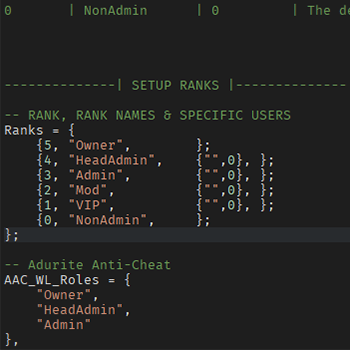 0 | NonAdmin | 0 | The de
--------------| SETUP RANKS |--------------
-- RANK, RANK NAMES & SPECIFIC USERS
Ranks = {
{5, "Owner", };
{4, "HeadAdmin", {"",0}, };
{3, "Admin", {"",0}, };
{2, "Mod", {"",0}, };
{1, "VIP", {"",0}, };
{0, "NonAdmin", };
};
-- Adurite Anti-Cheat
AAC_WL_Roles = {
"Owner",
"HeadAdmin",
"Admin"
},